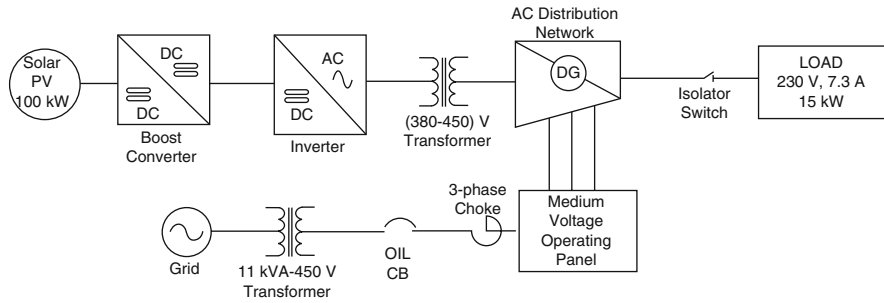 Solar
PV
100 kW
DC
DC
Boost
Converter
AC
DC
Inverter
(380-450) V
Transformer
AC Distribution
Network
DG
Isolator
Switch
LOAD
230 V, 7.3 A
15 kW
Grid
11 kVA-450 V
Transformer
OIL
CB
3-phase
Choke
Medium
Voltage
Operating
Panel